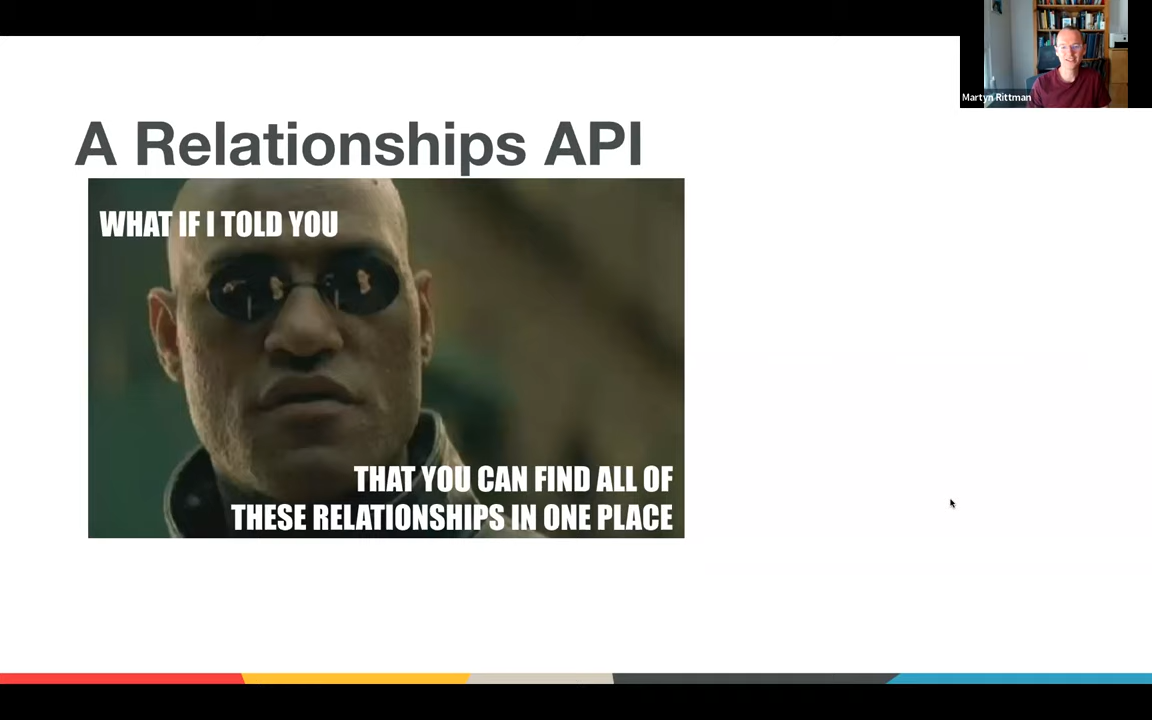 Martyn Rittman
A Relationships API
WHAT IF I TOLD YOU
THAT YOU CAN FIND ALL OF
THESE RELATIONSHIPS IN ONE PLACE